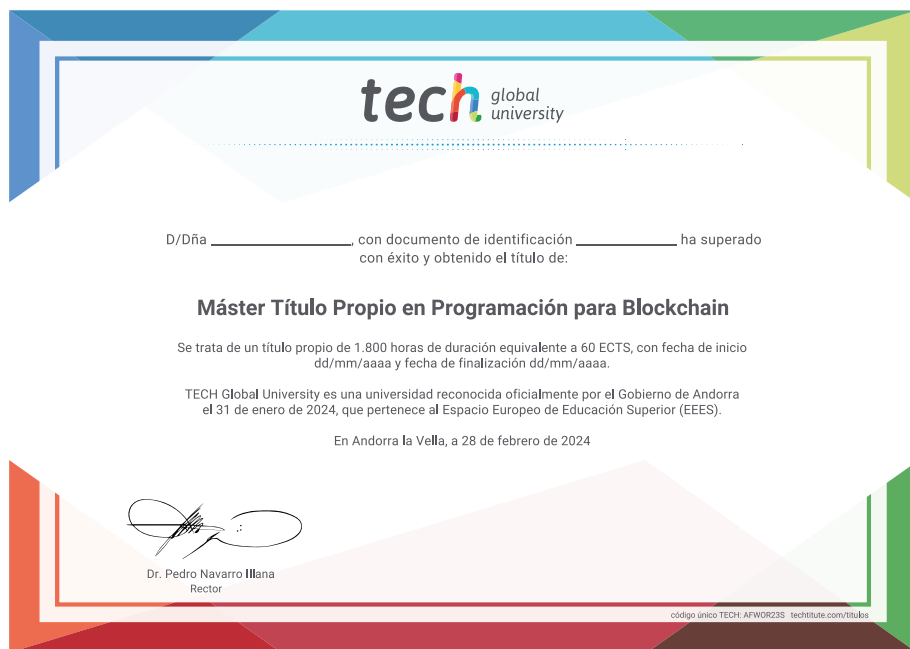 tech global
university
D/Dña ______________, con documento de identificación __________ ha superado
con éxito y obtenido el título de:
Máster Título Propio en Programación para Blockchain
Se trata de un título propio de 1.800 horas de duración equivalente a 60 ECTS, con fecha de inicio
dd/mm/aaaa y fecha de finalización dd/mm/aaaa.
TECH Global University es una universidad reconocida oficialmente por el Gobierno de Andorra
el 31 de enero de 2024, que pertenece al Espacio Europeo de Educación Superior (EEES).
En Andorra la Vella, a 28 de febrero de 2024
Dr. Pedro Navarro Illana
Rector
código único TECH: AFWOR23S techtitute.com/titulos